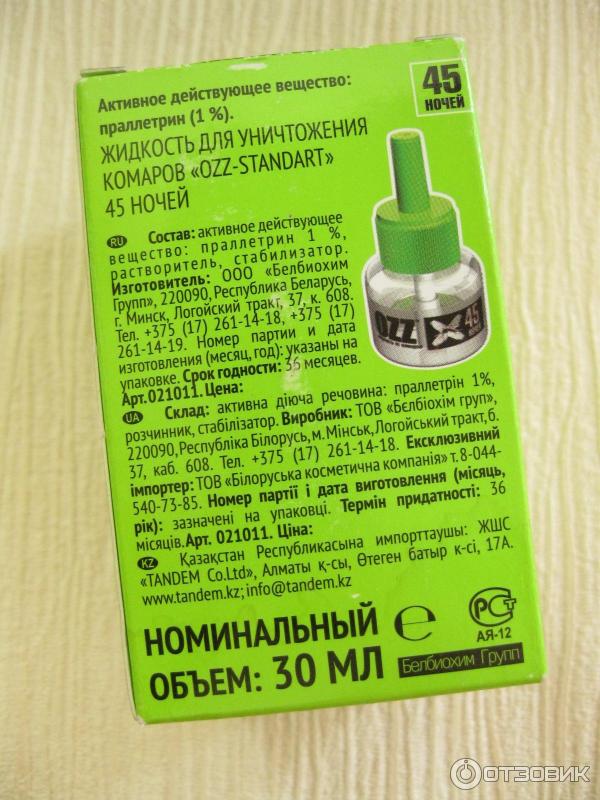 Активное действующее вещество:
праллетрин (1 %).
ЖИДКОСТЬ ДЛЯ УНИЧТОЖЕНИЯ
КОМАРОВ «OZZ-STANDART»
45 НОЧЕЙ
45
НОЧЕЙ
OZZ
45
RU Состав: активное действующее
вещество: праллетрин 1 %,
растворитель, стабилизатор.
Изготовитель: ООО «Белбиохим
Групп», 220090, Республика Беларусь,
г. Минск, Логойский тракт, 37, к. 608.
Тел. +375 (17) 261-14-18, +375 (17)
261-14-19. Номер партии и дата
изготовления (месяц, год): указаны на
упаковке. Срок годности: 36 месяцев.
Арт. 021011. Цена:
UA Склад: активна діюча речовина: праллетрін 1%,
розчинник, стабілізатор. Виробник: ТОВ «Бєлбіохім груп»,
220090, Республіка Білорусь, м. Мінськ, Логойський тракт, б.
37, каб. 608. Тел. +375 (17) 261-14-18. Ексклюзивний
імпортер: ТОВ «Білоруська косметична компанія» т. 8-044-
540-73-85. Номер партії і дата виготовлення (місяць,
рік): зазначені на упаковці. Термін придатності: 36
місяців. Арт. 021011. Ціна:
KZ Қазақстан Республикасына импорттаушы: ЖШС
«TANDEM Co.Ltd», Алматы қ-сы, Өтеген батыр к-сі, 17А.
www.tandem.kz; info@tandem.kz
НОМИНАЛЬНЫЙ
ОБЪЕМ: 30 МЛ
е
РСТ
АЯ-12
Белбиохим Групп
ОТЗОВИК